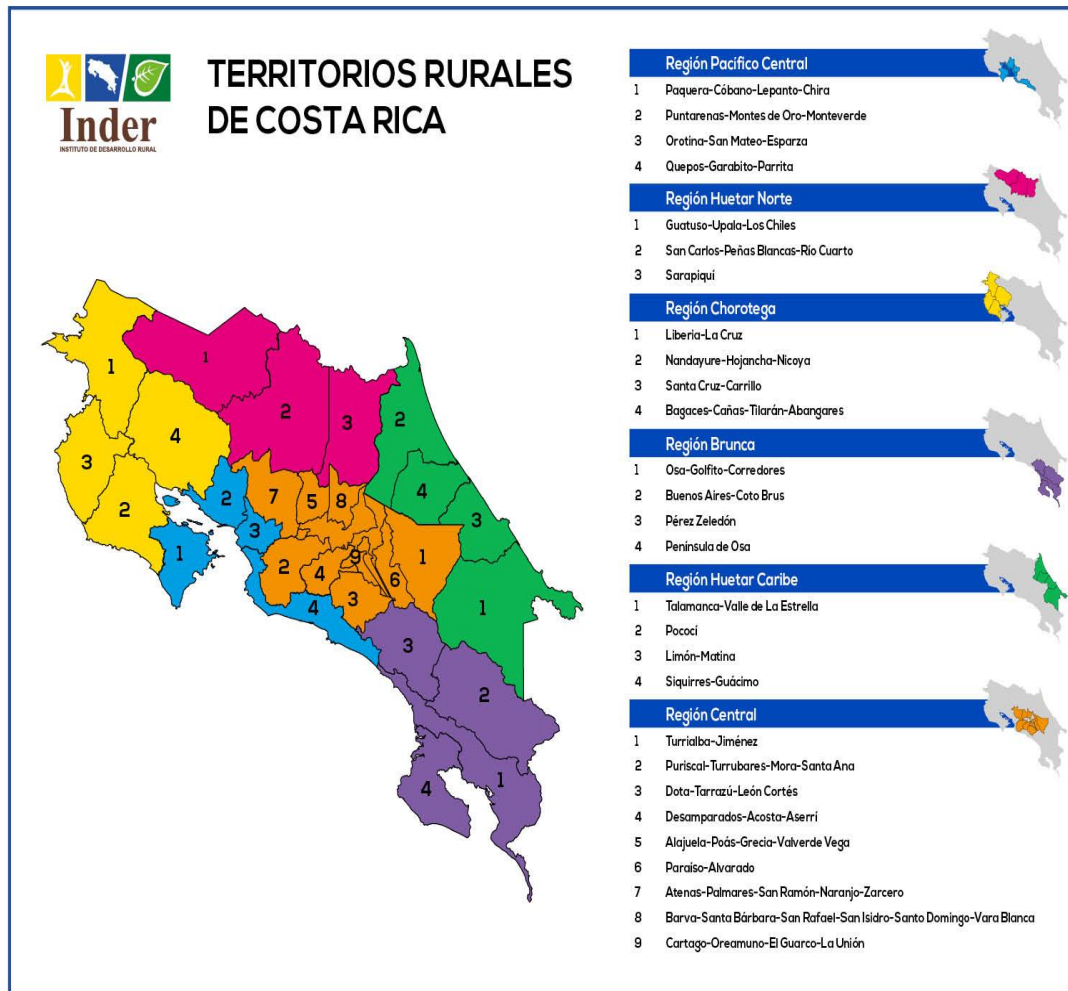 Inder
INSTITUTO DE DESARROLLO RURAL
TERRITORIOS RURALES
DE COSTA RICA
1
1
2
3
2
4
3
2
4
3
2
7
5
8
3
1
1
9
2
4
6
3
4
1
3
2
4
1
Región Pacífico Central
1 Paquera-Cóbano-Lepanto-Chira
2 Puntarenas-Montes de Oro-Monteverde
3 Orotina-San Mateo-Esparza
4 Quepos-Garabito-Parrita
Región Huetar Norte
1 Guatuso-Upala-Los Chiles
2 San Carlos-Peñas Blancas-Río Cuarto
3 Sarapiquí
Región Chorotega
1 Liberia-La Cruz
2 Nandayure-Hojancha-Nicoya
3 Santa Cruz-Carrillo
4 Bagaces-Cañas-Tilarán-Abangares
Región Brunca
1 Osa-Golfito-Corredores
2 Buenos Aires-Coto Brus
3 Pérez Zeledón
4 Península de Osa
Región Huetar Caribe
1 Talamanca-Valle de La Estrella
2 Pococí
3 Limón-Matina
4 Siquirres-Guácimo
Región Central
1 Turrialba-Jiménez
2 Puriscal-Turrubares-Mora-Santa Ana
3 Dota-Tarrazú-León Cortés
4 Desamparados-Acosta-Aserrí
5 Alajuela-Poás-Grecia-Valverde Vega
6 Paraíso-Alvarado
7 Atenas-Palmares-San Ramón-Naranjo-Zarcero
8 Barva-Santa Bárbara-San Rafael-San Isidro-Santo Domingo-Vara Blanca
9 Cartago-Oreamuno-El Guarco-La Unión